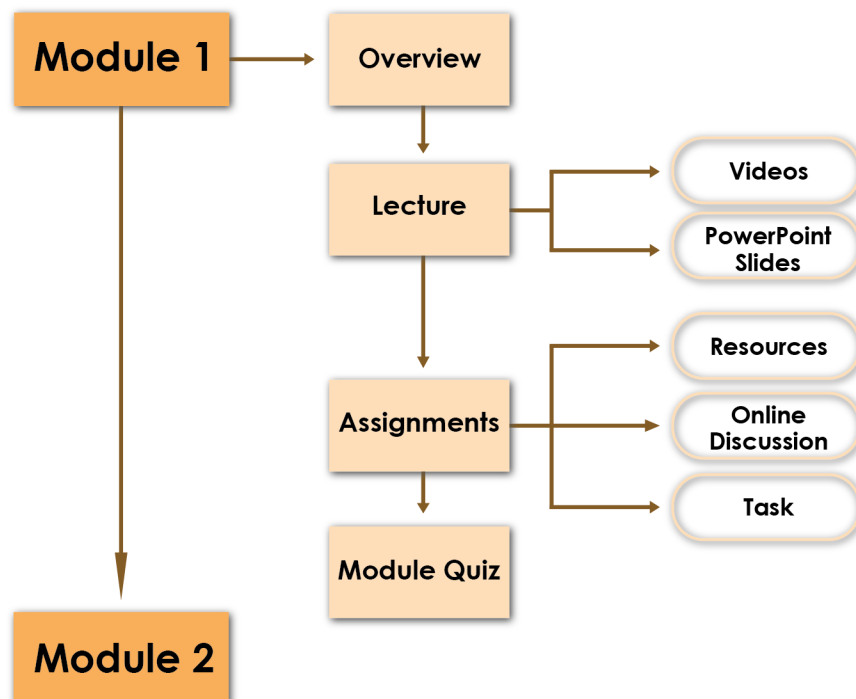 Module 1
Overview
Lecture
Videos
PowerPoint
Slides
Assignments
Resources
Online
Discussion
Task
Module Quiz
Module 2